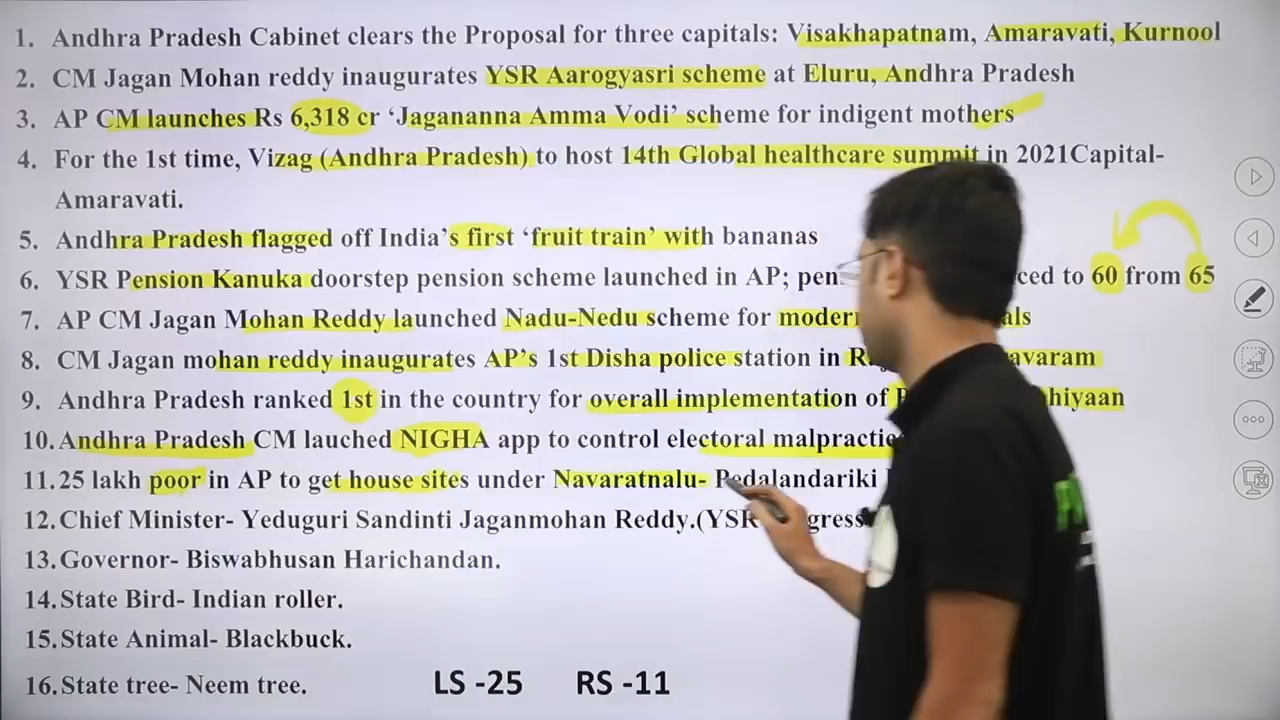 1. Andhra Pradesh Cabinet clears the Proposal for three capitals: Visakhapatnam, Amaravati, Kurnool
2. CM Jagan Mohan reddy inaugurates YSR Aarogyasri scheme at Eluru, Andhra Pradesh
3. AP CM launches Rs 6,318 cr ‘Jagananna Amma Vodi’ scheme for indigent mothers
4. For the 1st time, Vizag (Andhra Pradesh) to host 14th Global healthcare summit in 2021Capital-
Amaravati.
5. Andhra Pradesh flagged off India’s first ‘fruit train’ with bananas
6. YSR Pension Kanuka doorstep pension scheme launched in AP; to 60 from 65
7. AP CM Jagan Mohan Reddy launched Nadu-Nedu scheme for
8. CM Jagan mohan reddy inaugurates AP’s 1st Disha police station in
9. Andhra Pradesh ranked 1st in the country for overall implementation of
10. Andhra Pradesh CM lauched NIGHA app to control electoral
11. 25 lakh poor in AP to get house sites under Navaratnalu- Pedalandariki
12. Chief Minister- Yeduguri Sandinti Jaganmohan Reddy.(YSR
13. Governor- Biswabhusan Harichandan.
14. State Bird- Indian roller.
15. State Animal- Blackbuck.
16. State tree- Neem tree. LS -25 RS -11